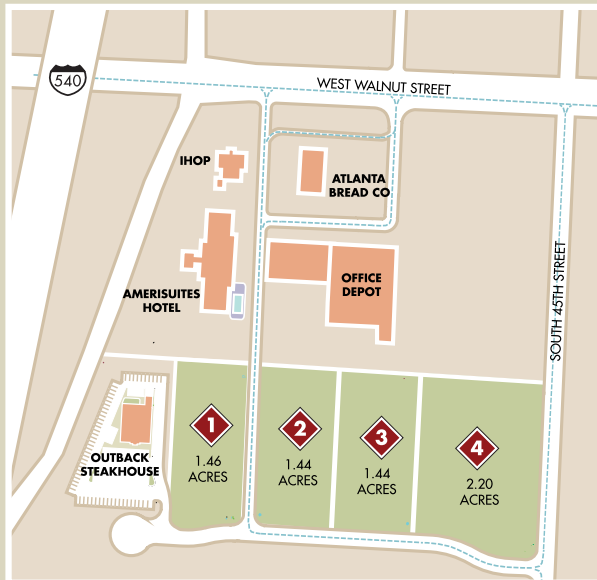 540
WEST WALNUT STREET
IHOP
ATLANTA
BREAD CO
SOUTH 45TH STREET
AMERISUITES
HOTEL
OFFICE
DEPOT
1
1.46
ACRES
2
1.44
ACRES
3
1.44
ACRES
4
2.20
ACRES
OUTBACK
STEAKHOUSE